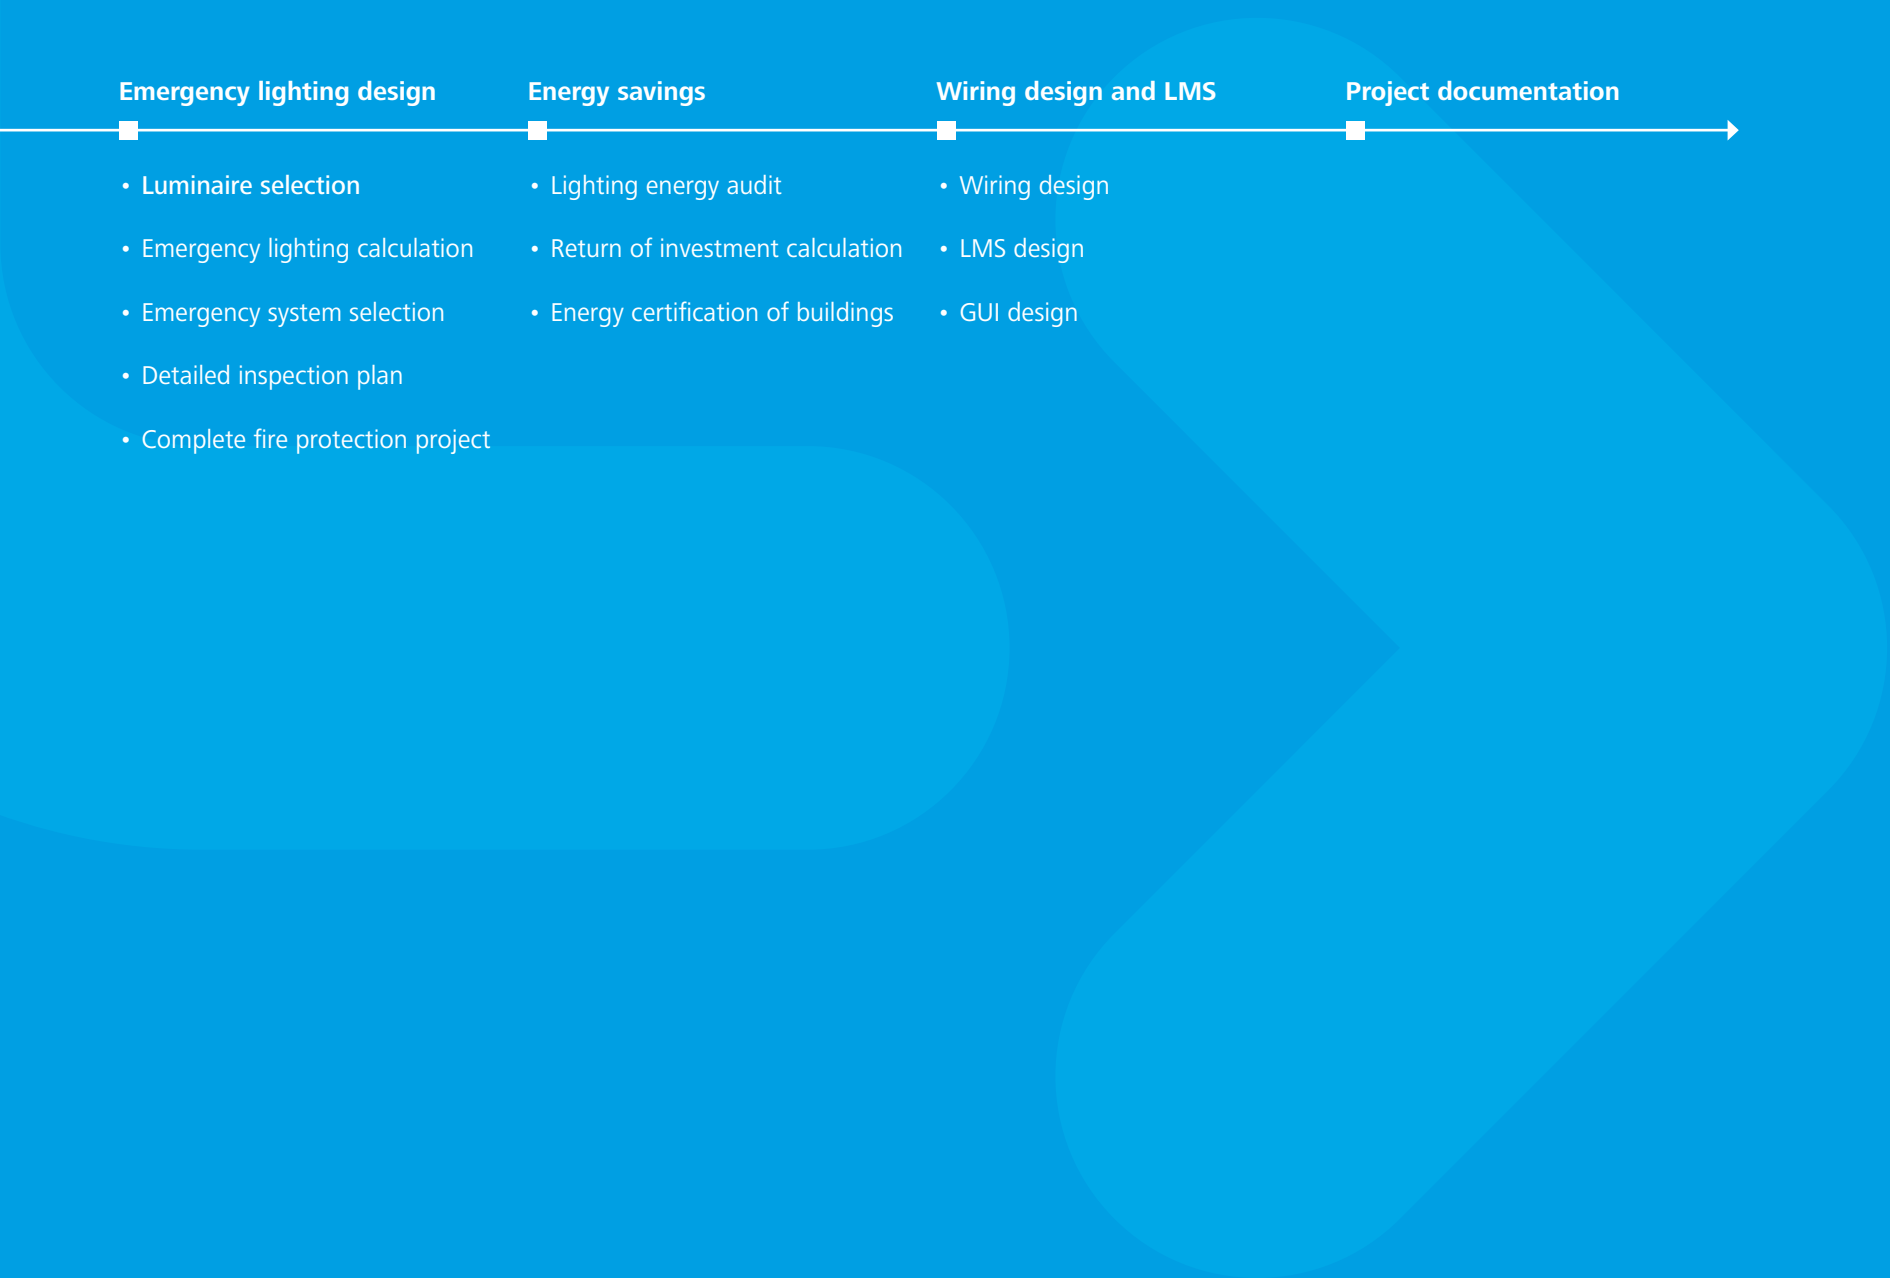 Emergency lighting design
• Luminaire selection
• Emergency lighting calculation
• Emergency system selection
• Detailed inspection plan
• Complete fire protection project
Energy savings
• Lighting energy audit
• Return of investment calculation
• Energy certification of buildings
Wiring design and LMS
• Wiring design
• LMS design
• GUI design
Project documentation